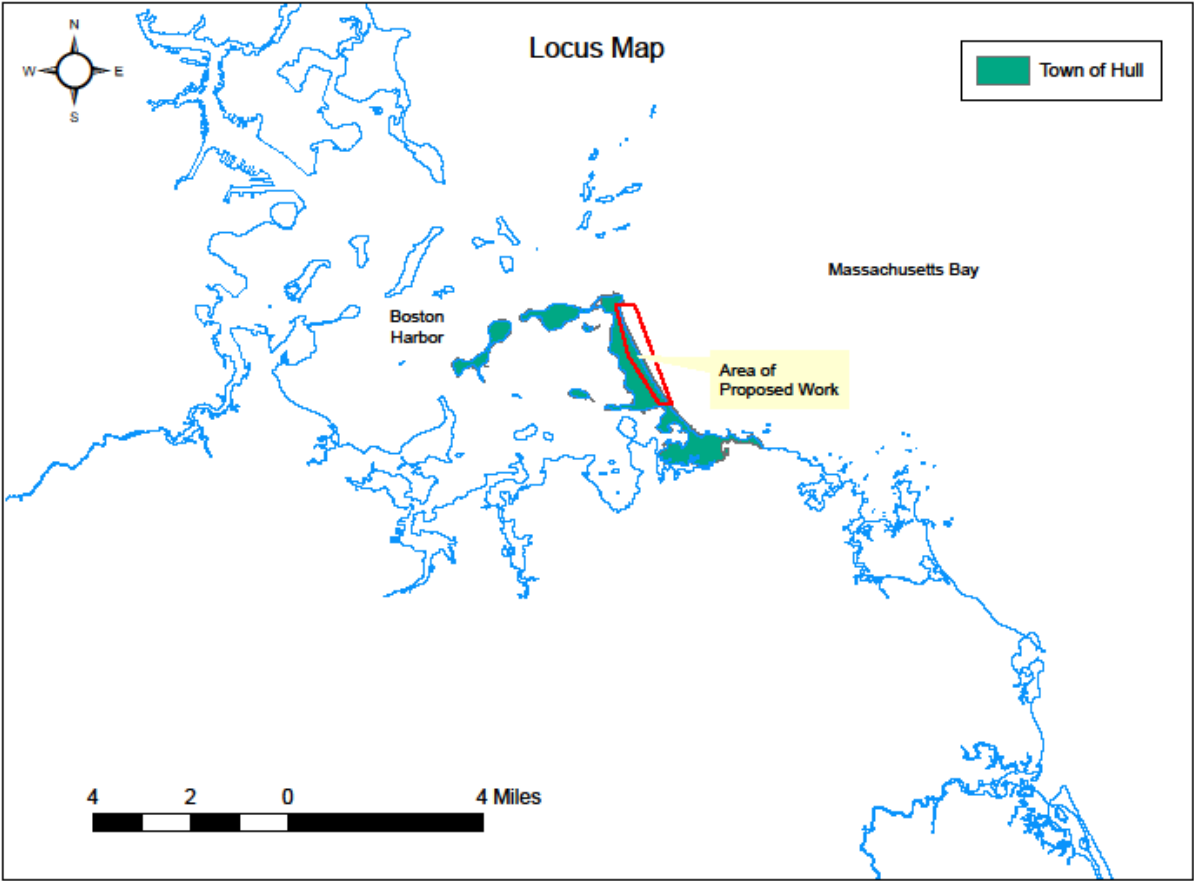 Locus Map
N
W E
S
Town of Hull
Massachusetts Bay
Boston
Harbor
Area of
Proposed Work
4 2 0 4 Miles